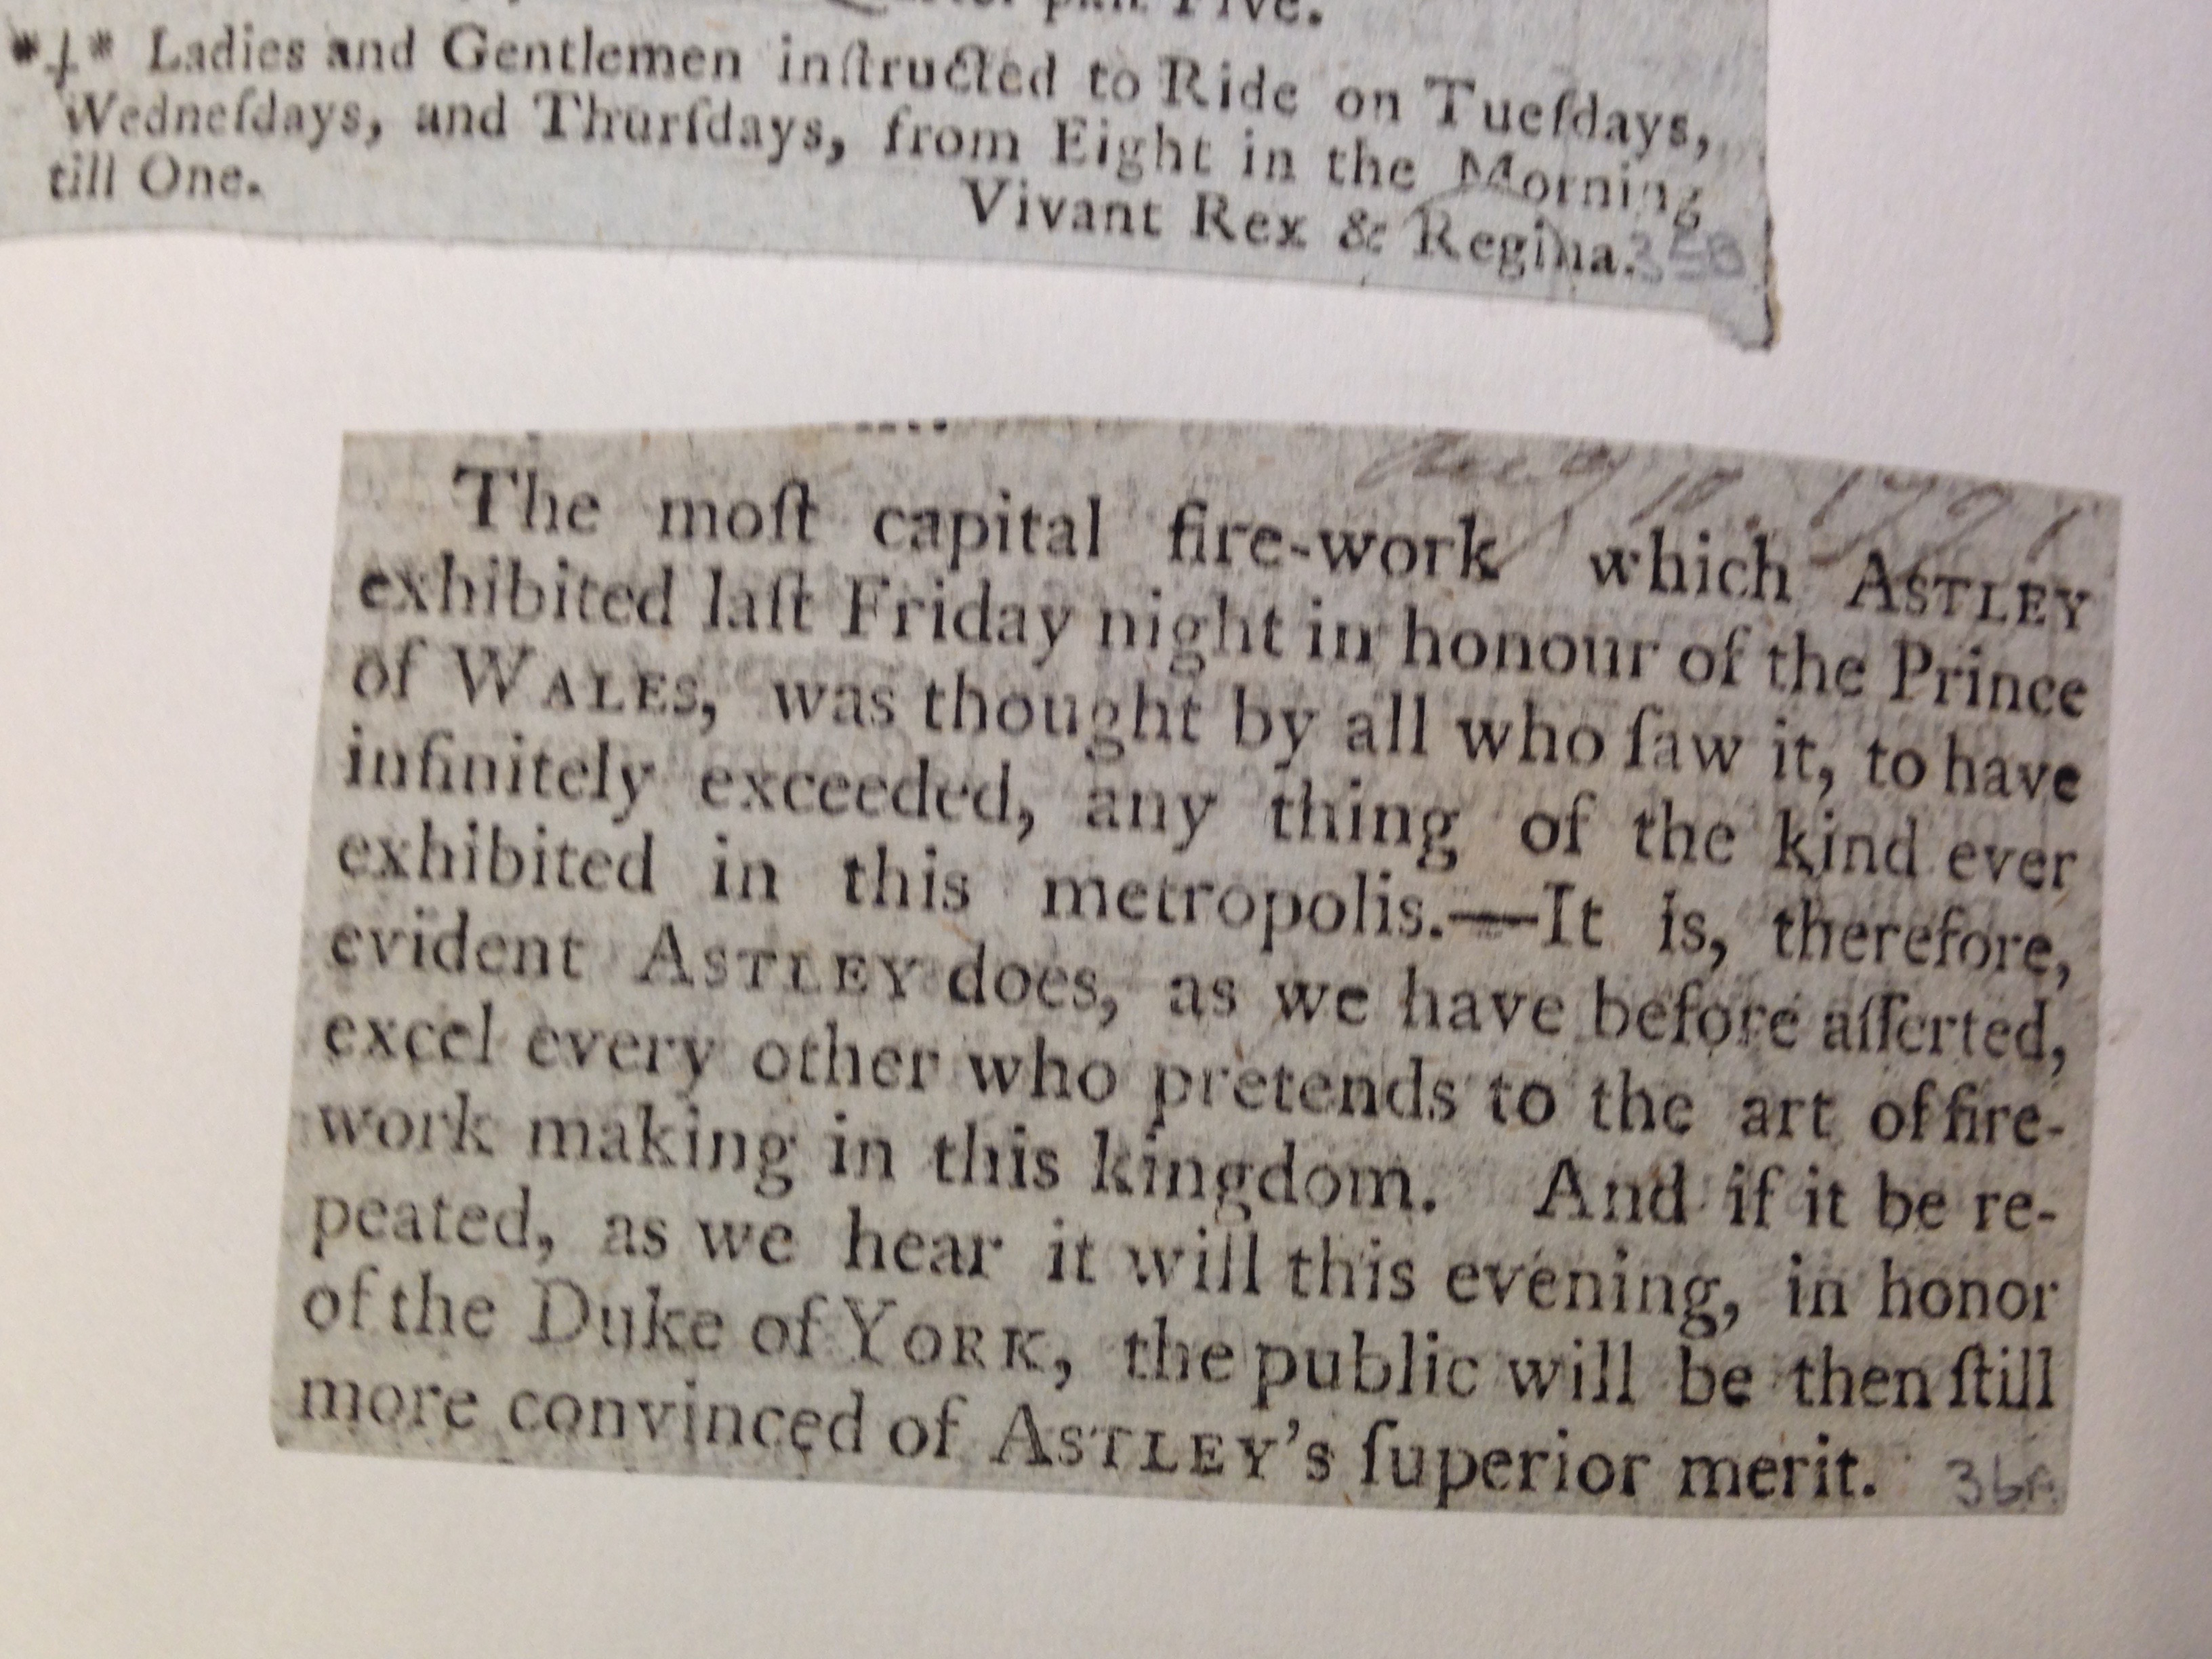 Five.
*⸸* Ladies and Gentlemen inſtructed to Ride on Tueſdays,
Wedneſdays, and Thurſdays, from Eight in the Morning
till One.
Vivant Rex & Regina. 35B
1791
The moſt capital fire-work which ASTLEY
exhibited laſt Friday night in honour of the Prince
of WALES, was thought by all who ſaw it, to have
infinitely exceeded, any thing of the kind ever
exhibited in this metropolis.—It is, therefore,
evident ASTLEY does, as we have before aſſerted,
excel every other who pretends to the art of fire-
work making in this kingdom. And if it be re-
peated, as we hear it will this evening, in honor
of the Duke of YORK, the public will be then ſtill
more convinced of ASTLEY's ſuperior merit. 36A